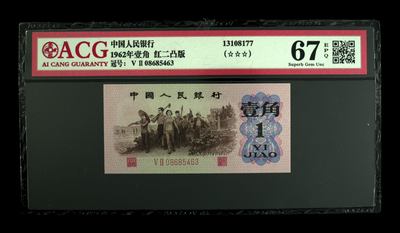 ACG
AI CANG GUARANTY
中国人民银行
1962年壹角 红二凸版
冠号: V Ⅱ 08685463
13108177
(☆☆☆)
67 EPQ
Superb Gem Unc
中国人民银行
壹角
1
YI
JIAO
V Ⅱ 08685463